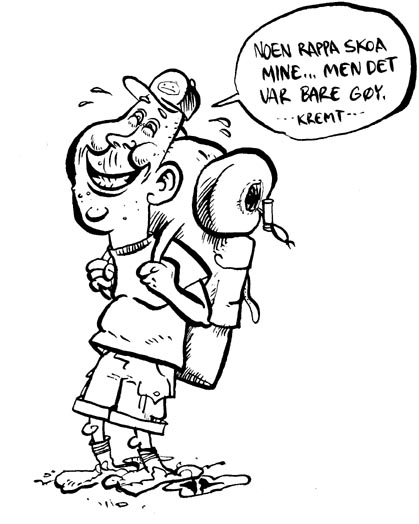 NOEN RAPPA SKOA
MINE... MEN DET
VAR BARE GØY.
...KREMT...